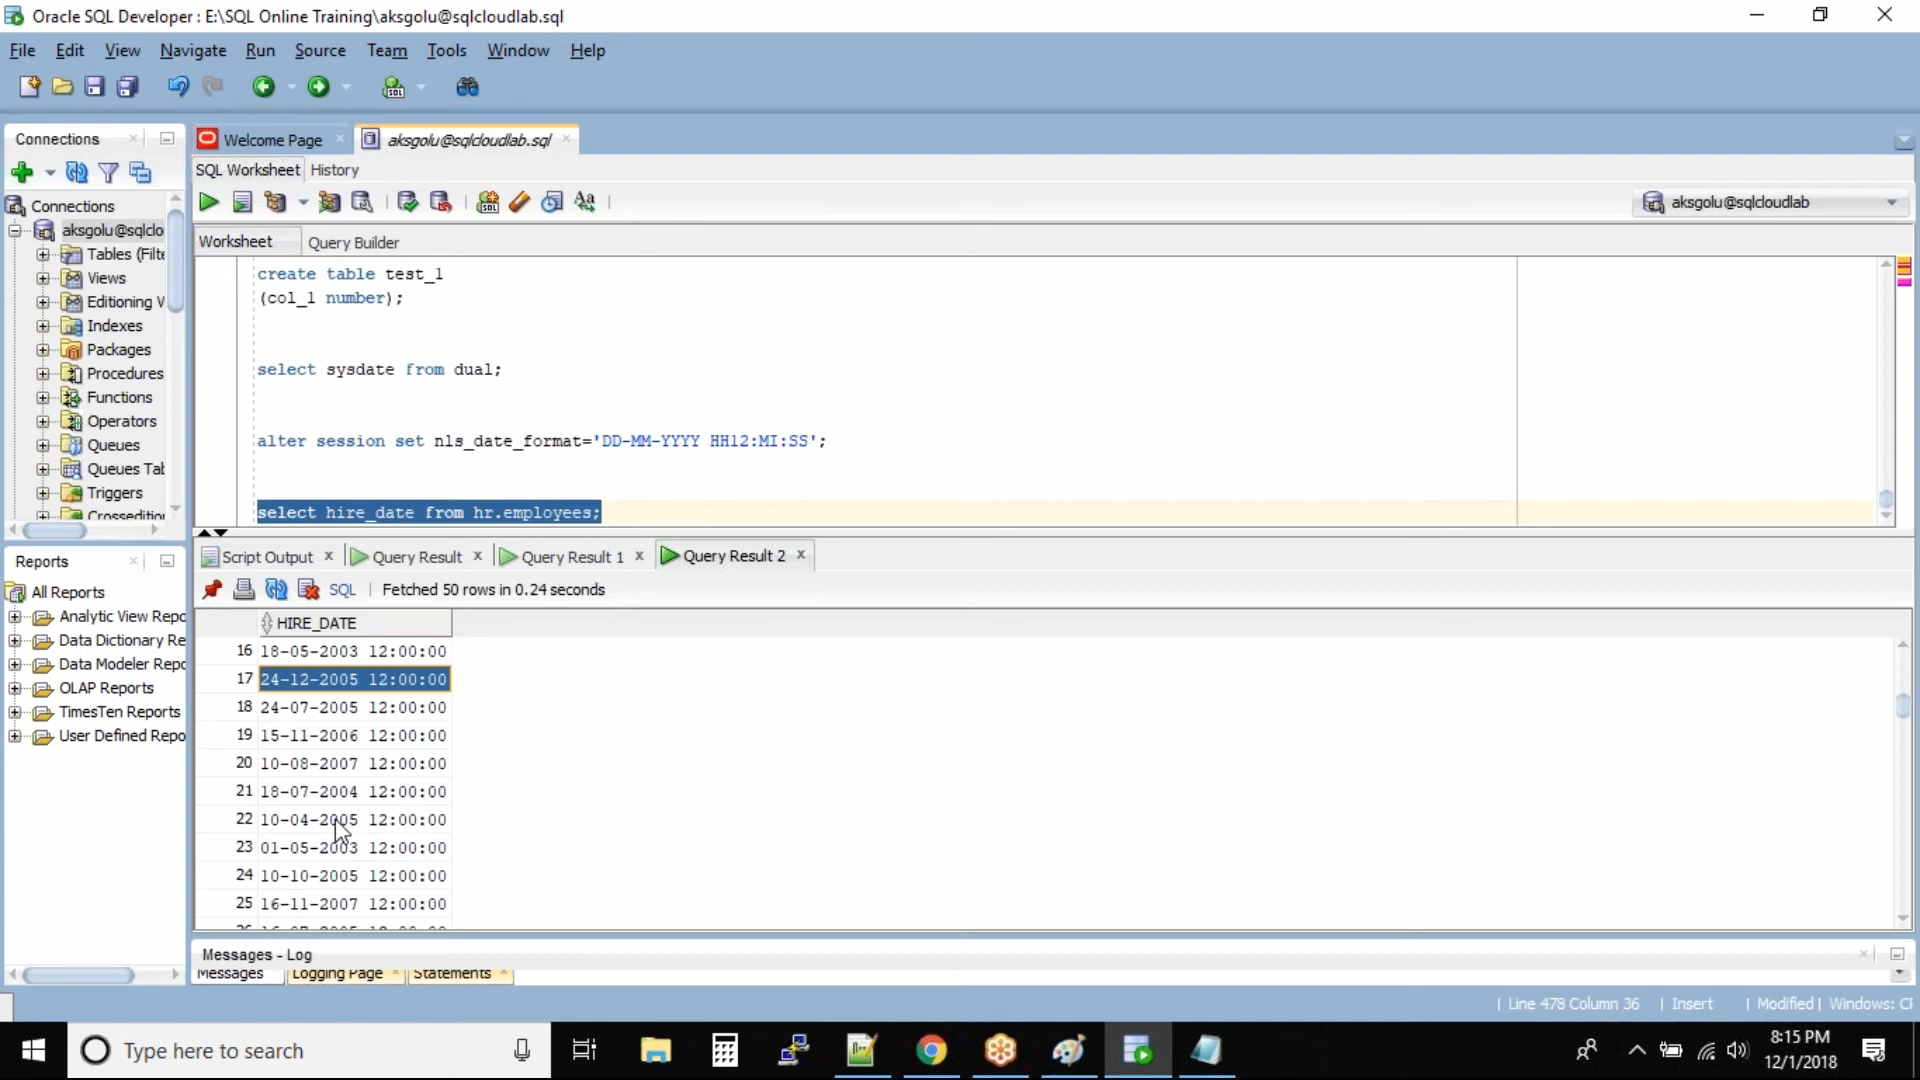 Oracle SQL Developer : E:\SQL Online Training\aksgolu@sqlcloudlab.sql
File Edit View Navigate Run Source Team Tools Window Help
Connections
Welcome Page
aksgolu@sqlcloudlab.sql
SQL Worksheet History
aksgolu@sqlcloudlab
Connections
aksgolu@sqlclo
Tables (Filte
Views
Editioning V
Indexes
Packages
Procedures
Functions
Operators
Queues
Queues Tab
Triggers
Crossedition
Worksheet Query Builder
create table test_1
(col_1 number);
select sysdate from dual;
alter session set nls_date_format='DD-MM-YYYY HH12:MI:SS';
select hire_date from hr.employees;
Reports
All Reports
Analytic View Repo
Data Dictionary Re
Data Modeler Repo
OLAP Reports
TimesTen Reports
User Defined Repo
Script Output Query Result Query Result 1 Query Result 2
SQL Fetched 50 rows in 0.24 seconds
HIRE_DATE
16 18-05-2003 12:00:00
17 24-12-2005 12:00:00
18 24-07-2005 12:00:00
19 15-11-2006 12:00:00
20 10-08-2007 12:00:00
21 18-07-2004 12:00:00
22 10-04-2005 12:00:00
23 01-05-2003 12:00:00
24 10-10-2005 12:00:00
25 16-11-2007 12:00:00
Messages - Log
Messages Logging Page Statements
Line 478 Column 36 | Insert | Modified | Windows: CF
Type here to search
8:15 PM
12/1/2018